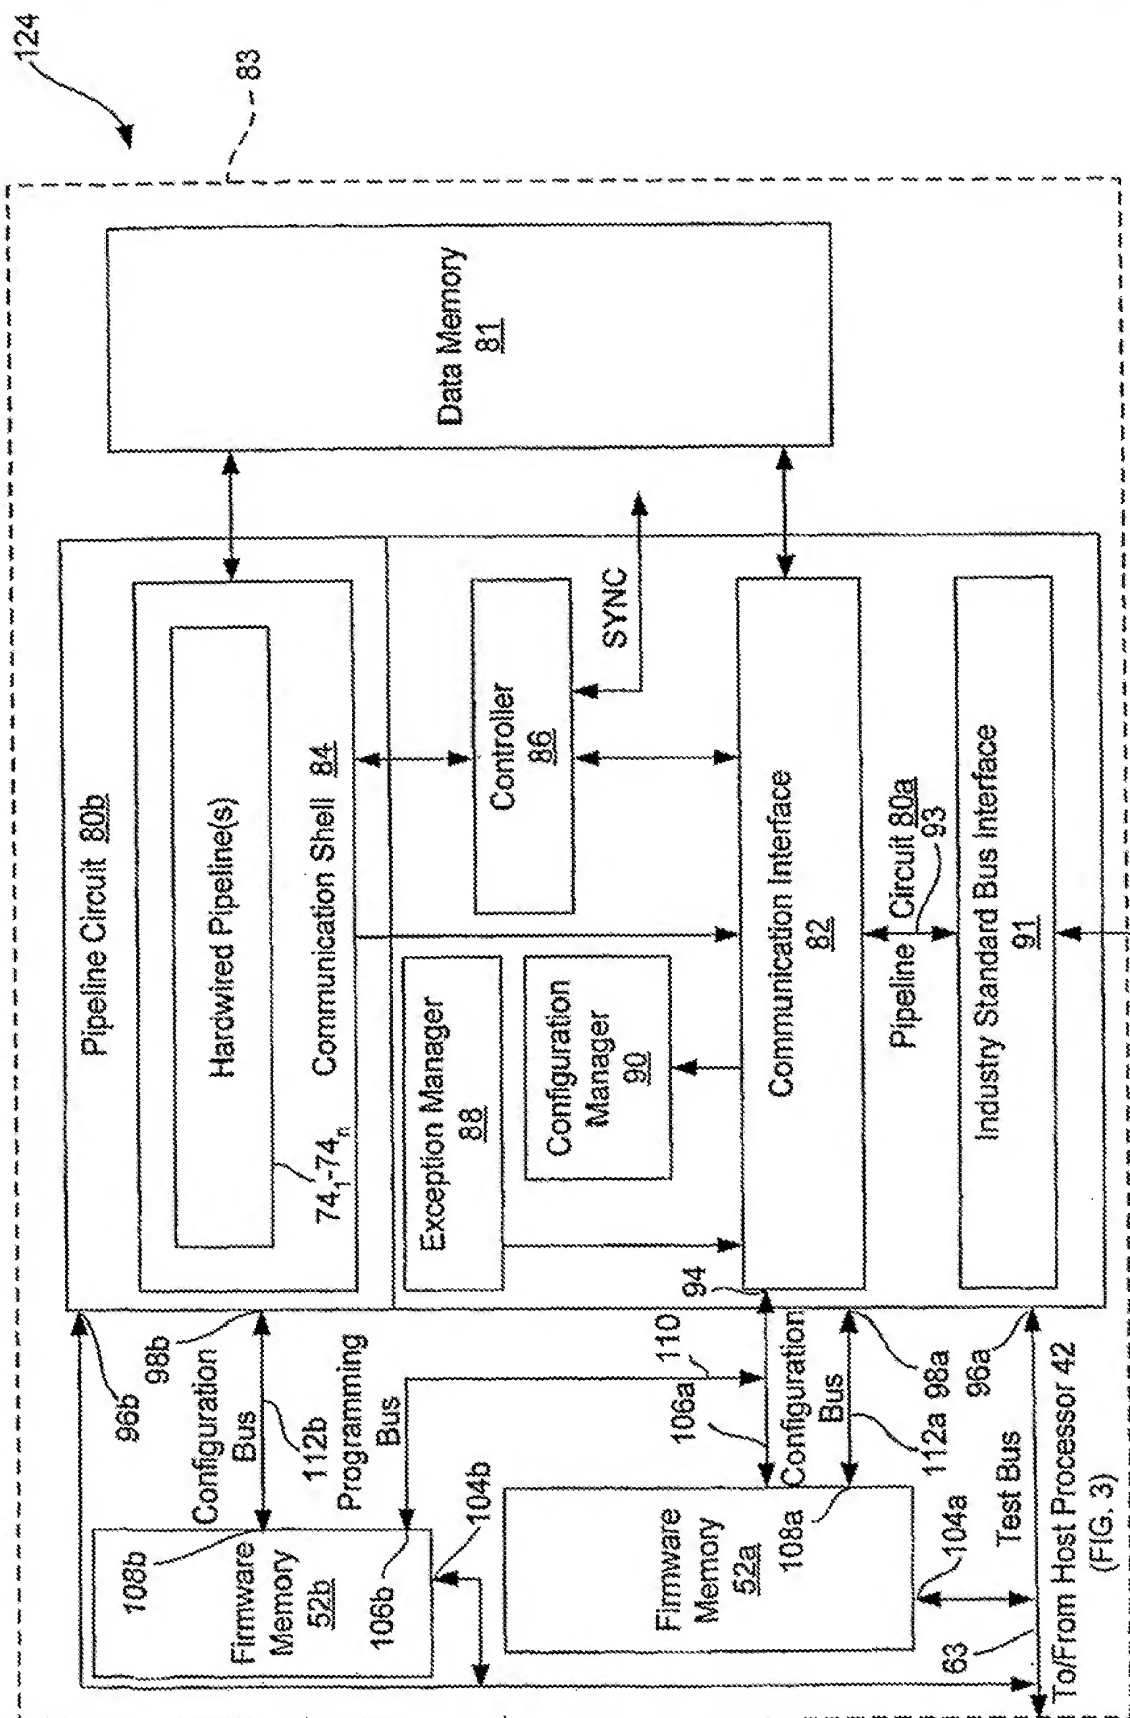 124
83
Data Memory
81
Pipeline Circuit 80b
Hardwired Pipeline(s)
74₁-74ₙ
Communication Shell 84
Controller
86
SYNC
Exception Manager
88
Configuration
Manager
90
Communication Interface
82
Pipeline Circuit 80a
93
Industry Standard Bus Interface
91
96b
98b
Configuration
Bus
112b
Programming
Bus
108b
Firmware
Memory
52b
106b
104b
94
110
106a
Configuration
Bus
98a
96a
112a
Firmware
Memory
52a
108a
104a
Test Bus
63
To/From Host Processor 42
(FIG. 3)